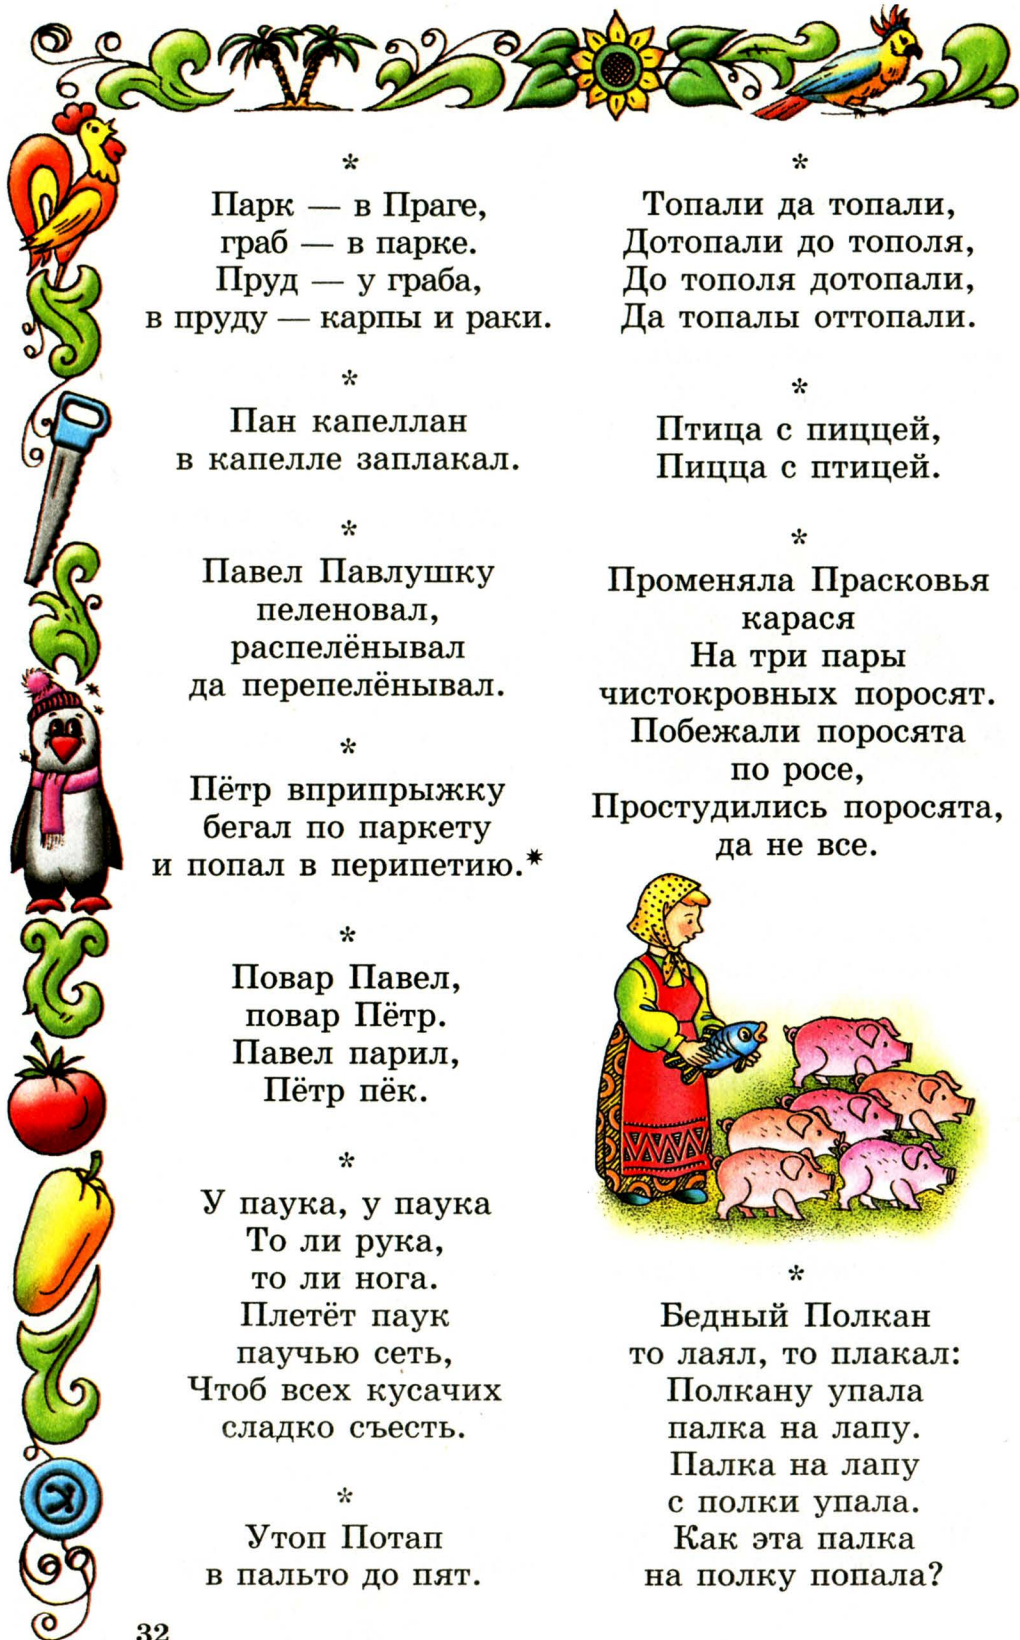 *
Парк — в Праге,
граб — в парке.
Пруд — у граба,
в пруду — карпы и раки.
*
Пан капеллан
в капелле заплакал.
*
Павел Павлушку
пеленовал,
распелёнывал
да перепелёнывал.
*
Пётр вприпрыжку
бегал по паркету
и попал в перипетию.*
*
Повар Павел,
повар Пётр.
Павел парил,
Пётр пёк.
*
У паука, у паука
То ли рука,
то ли нога.
Плетёт паук
паучью сеть,
Чтоб всех кусачих
сладко съесть.
*
Утоп Потап
в пальто до пят.
*
Топали да топали,
Дотопали до тополя,
До тополя дотопали,
Да топалы оттопали.
*
Птица с пиццей,
Пицца с птицей.
*
Променяла Прасковья
карася
На три пары
чистокровных поросят.
Побежали поросята
по росе,
Простудились поросята,
да не все.
*
Бедный Полкан
то лаял, то плакал:
Полкану упала
палка на лапу.
Палка на лапу
с полки упала.
Как эта палка
на полку попала?
32